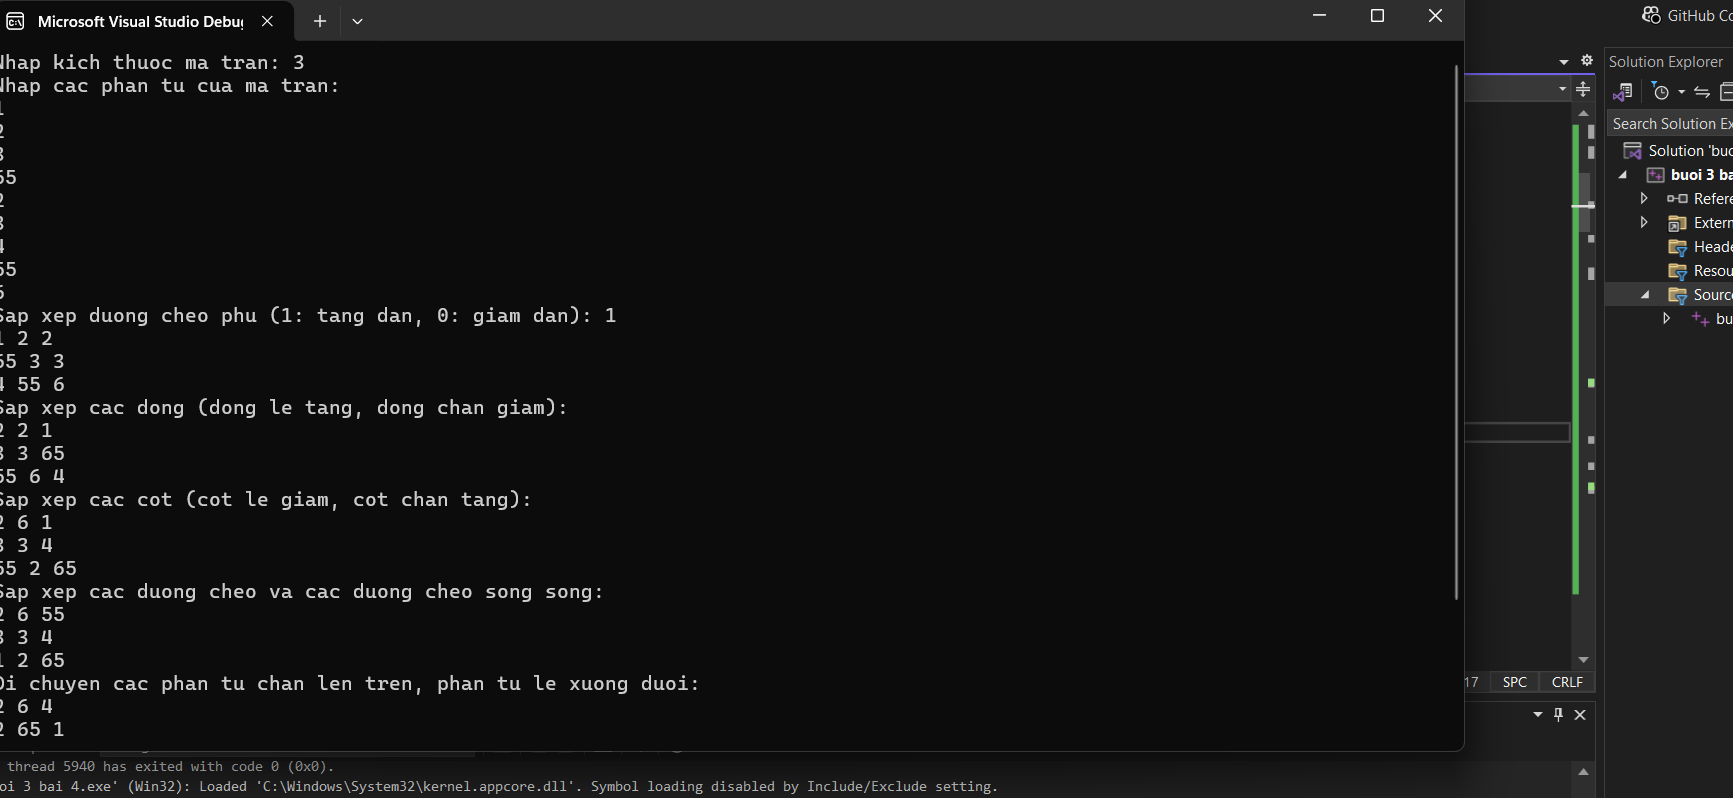 Microsoft Visual Studio Debug
GitHub Co
Nhap kich thuoc ma tran: 3
Nhap cac phan tu cua ma tran:
1
2
3
65
2
3
4
55
6
Sap xep duong cheo phu (1: tang dan, 0: giam dan): 1
1 2 2
65 3 3
4 55 6
Sap xep cac dong (dong le tang, dong chan giam):
2 2 1
3 3 65
55 6 4
Sap xep cac cot (cot le giam, cot chan tang):
2 6 1
3 3 4
55 2 65
Sap xep cac duong cheo va cac duong cheo song song:
2 6 55
3 3 4
1 2 65
Di chuyen cac phan tu chan len tren, phan tu le xuong duoi:
2 6 4
2 65 1
Solution Explorer
Search Solution Ex
Solution 'buo
buoi 3 ba
Refere
Extern
Heade
Resou
Source
bu
17 SPC CRLF
thread 5940 has exited with code 0 (0x0).
oi 3 bai 4.exe' (Win32): Loaded 'C:\Windows\System32\kernel.appcore.dll'. Symbol loading disabled by Include/Exclude setting.